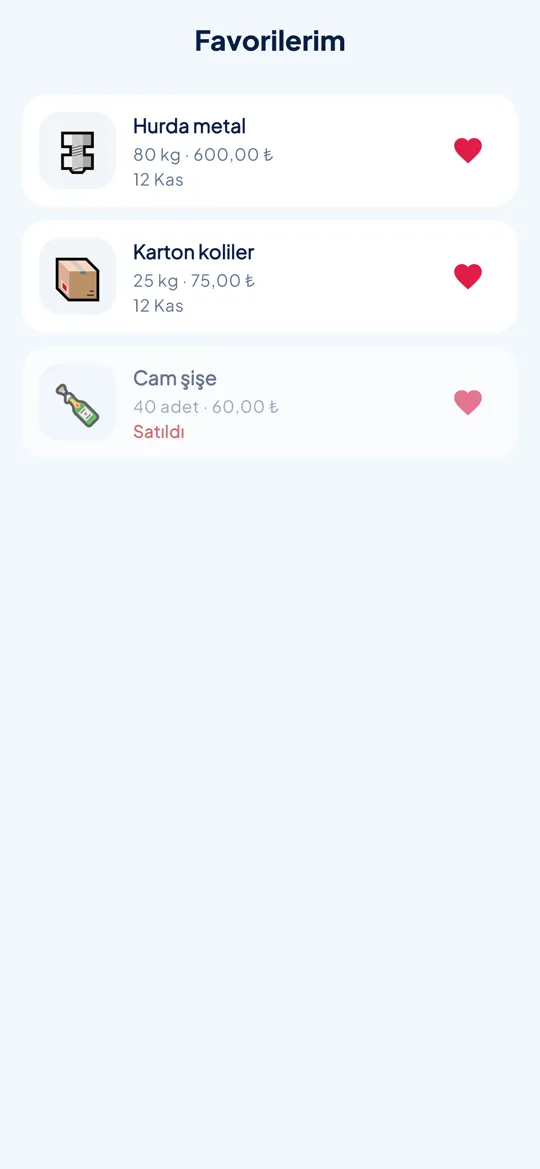 Favorilerim
Hurda metal
80 kg · 600,00 ₺
12 Kas
Karton koliler
25 kg · 75,00 ₺
12 Kas
Cam şişe
40 adet · 60,00 ₺
Satıldı